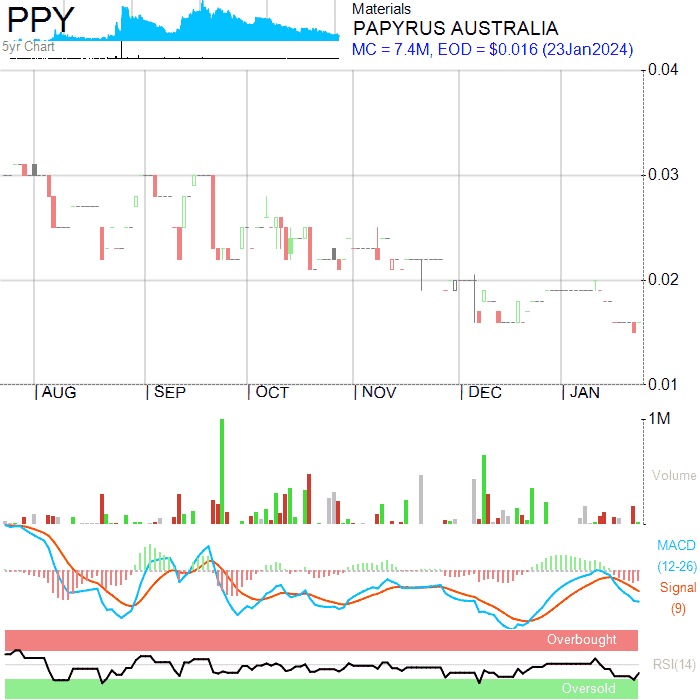 PPY
5yr Chart
Materials
PAPYRUS AUSTRALIA
MC = 7.4M, EOD = $0.016 (23Jan2024)
0.04
0.03
0.02
0.01
AUG SEP OCT NOV DEC JAN
1M
Volume
MACD
(12-26)
Signal
(9)
Overbought
RSI(14)
Oversold